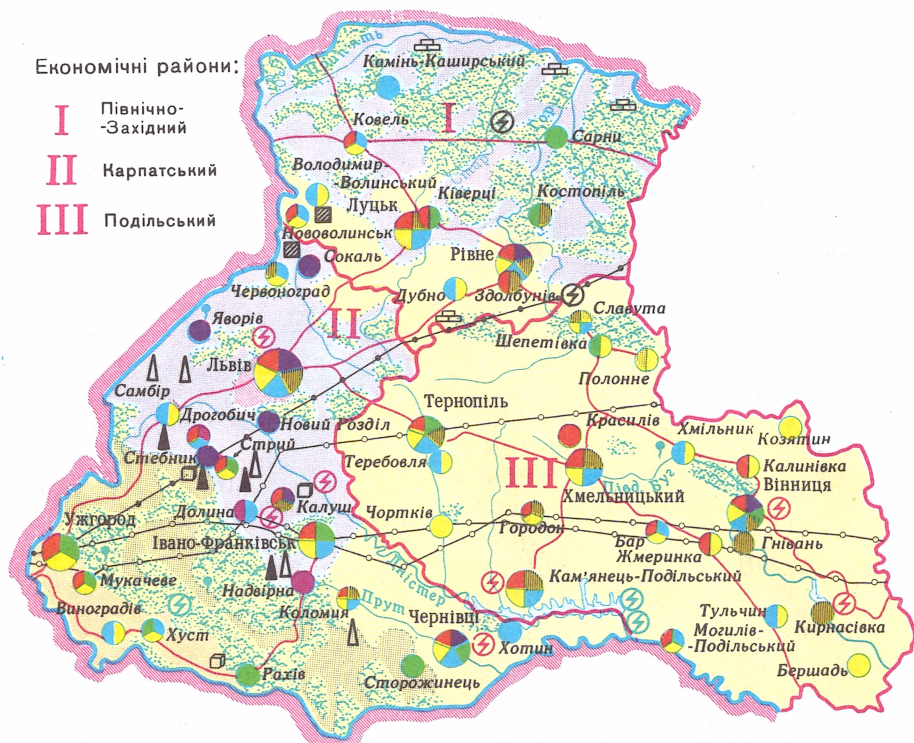 Економічні райони:
I Північно-
-Західний
II Карпатський
III Подільський
Прип'ять
Камінь-Каширський
I
Ковель
Сарни
Володимир-
-Волинський
Ківерці
Костопіль
Луцьк
Нововолинськ
Рівне
Сокаль
Червоноград
Дубно
Здолбунів
Славута
Яворів
II
Шепетівка
Львів
Полонне
Самбір
Тернопіль
Дрогобич
Новий Розділ
Красилів
Хмільник
Козятин
Стрий
Стебник
Теребовля
III
Калинівка
Півд. Буг
Вінниця
Хмельницький
Калуш
Долина
Чортків
Городок
Ужгород
Івано-Франківськ
Бар
Гнівань
Жмеринка
Мукачеве
Надвірна
Дністер
Кам'янець-Подільський
Коломия
Прут
Виноградів
Чернівці
Тульчин
Кирнасівка
Хуст
Хотин
Могилів-
-Подільський
Рахів
Сторожинець
Бершадь